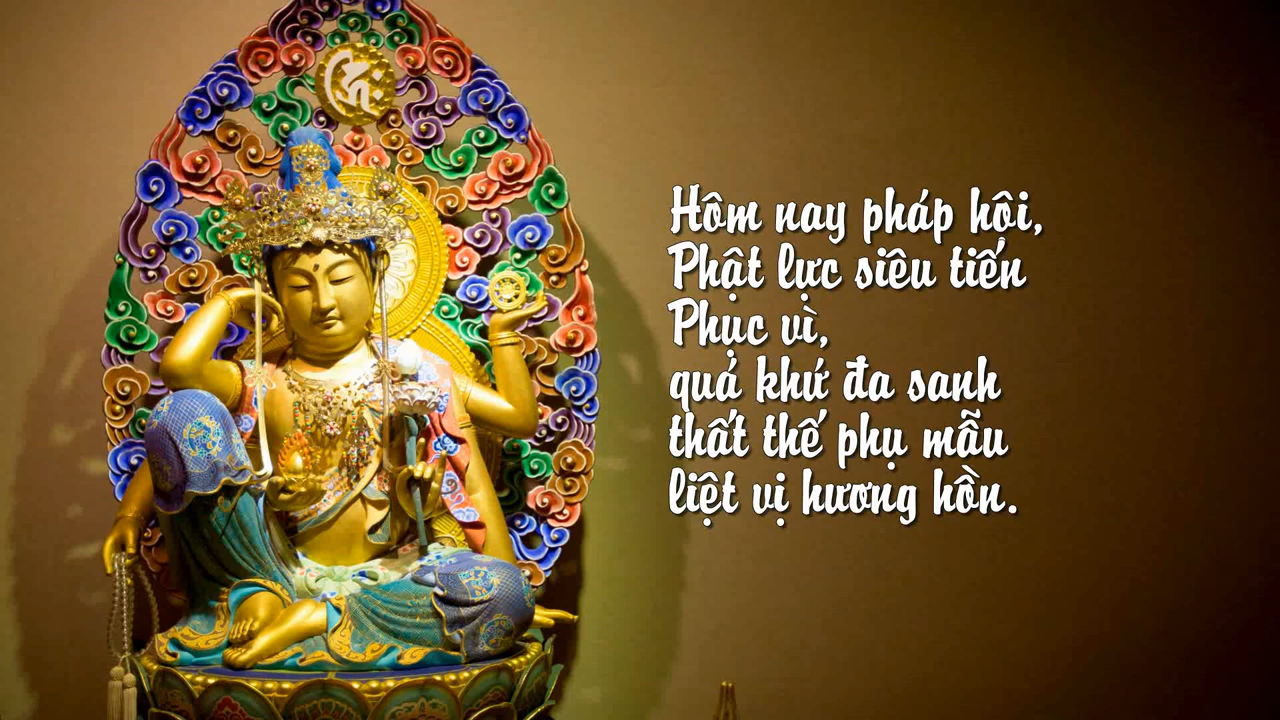 Hôm nay pháp hội,
Phật lực siêu tiến
Phục vì,
quá khứ đa sanh
thất thế phụ mẫu
liệt vị hương hồn.